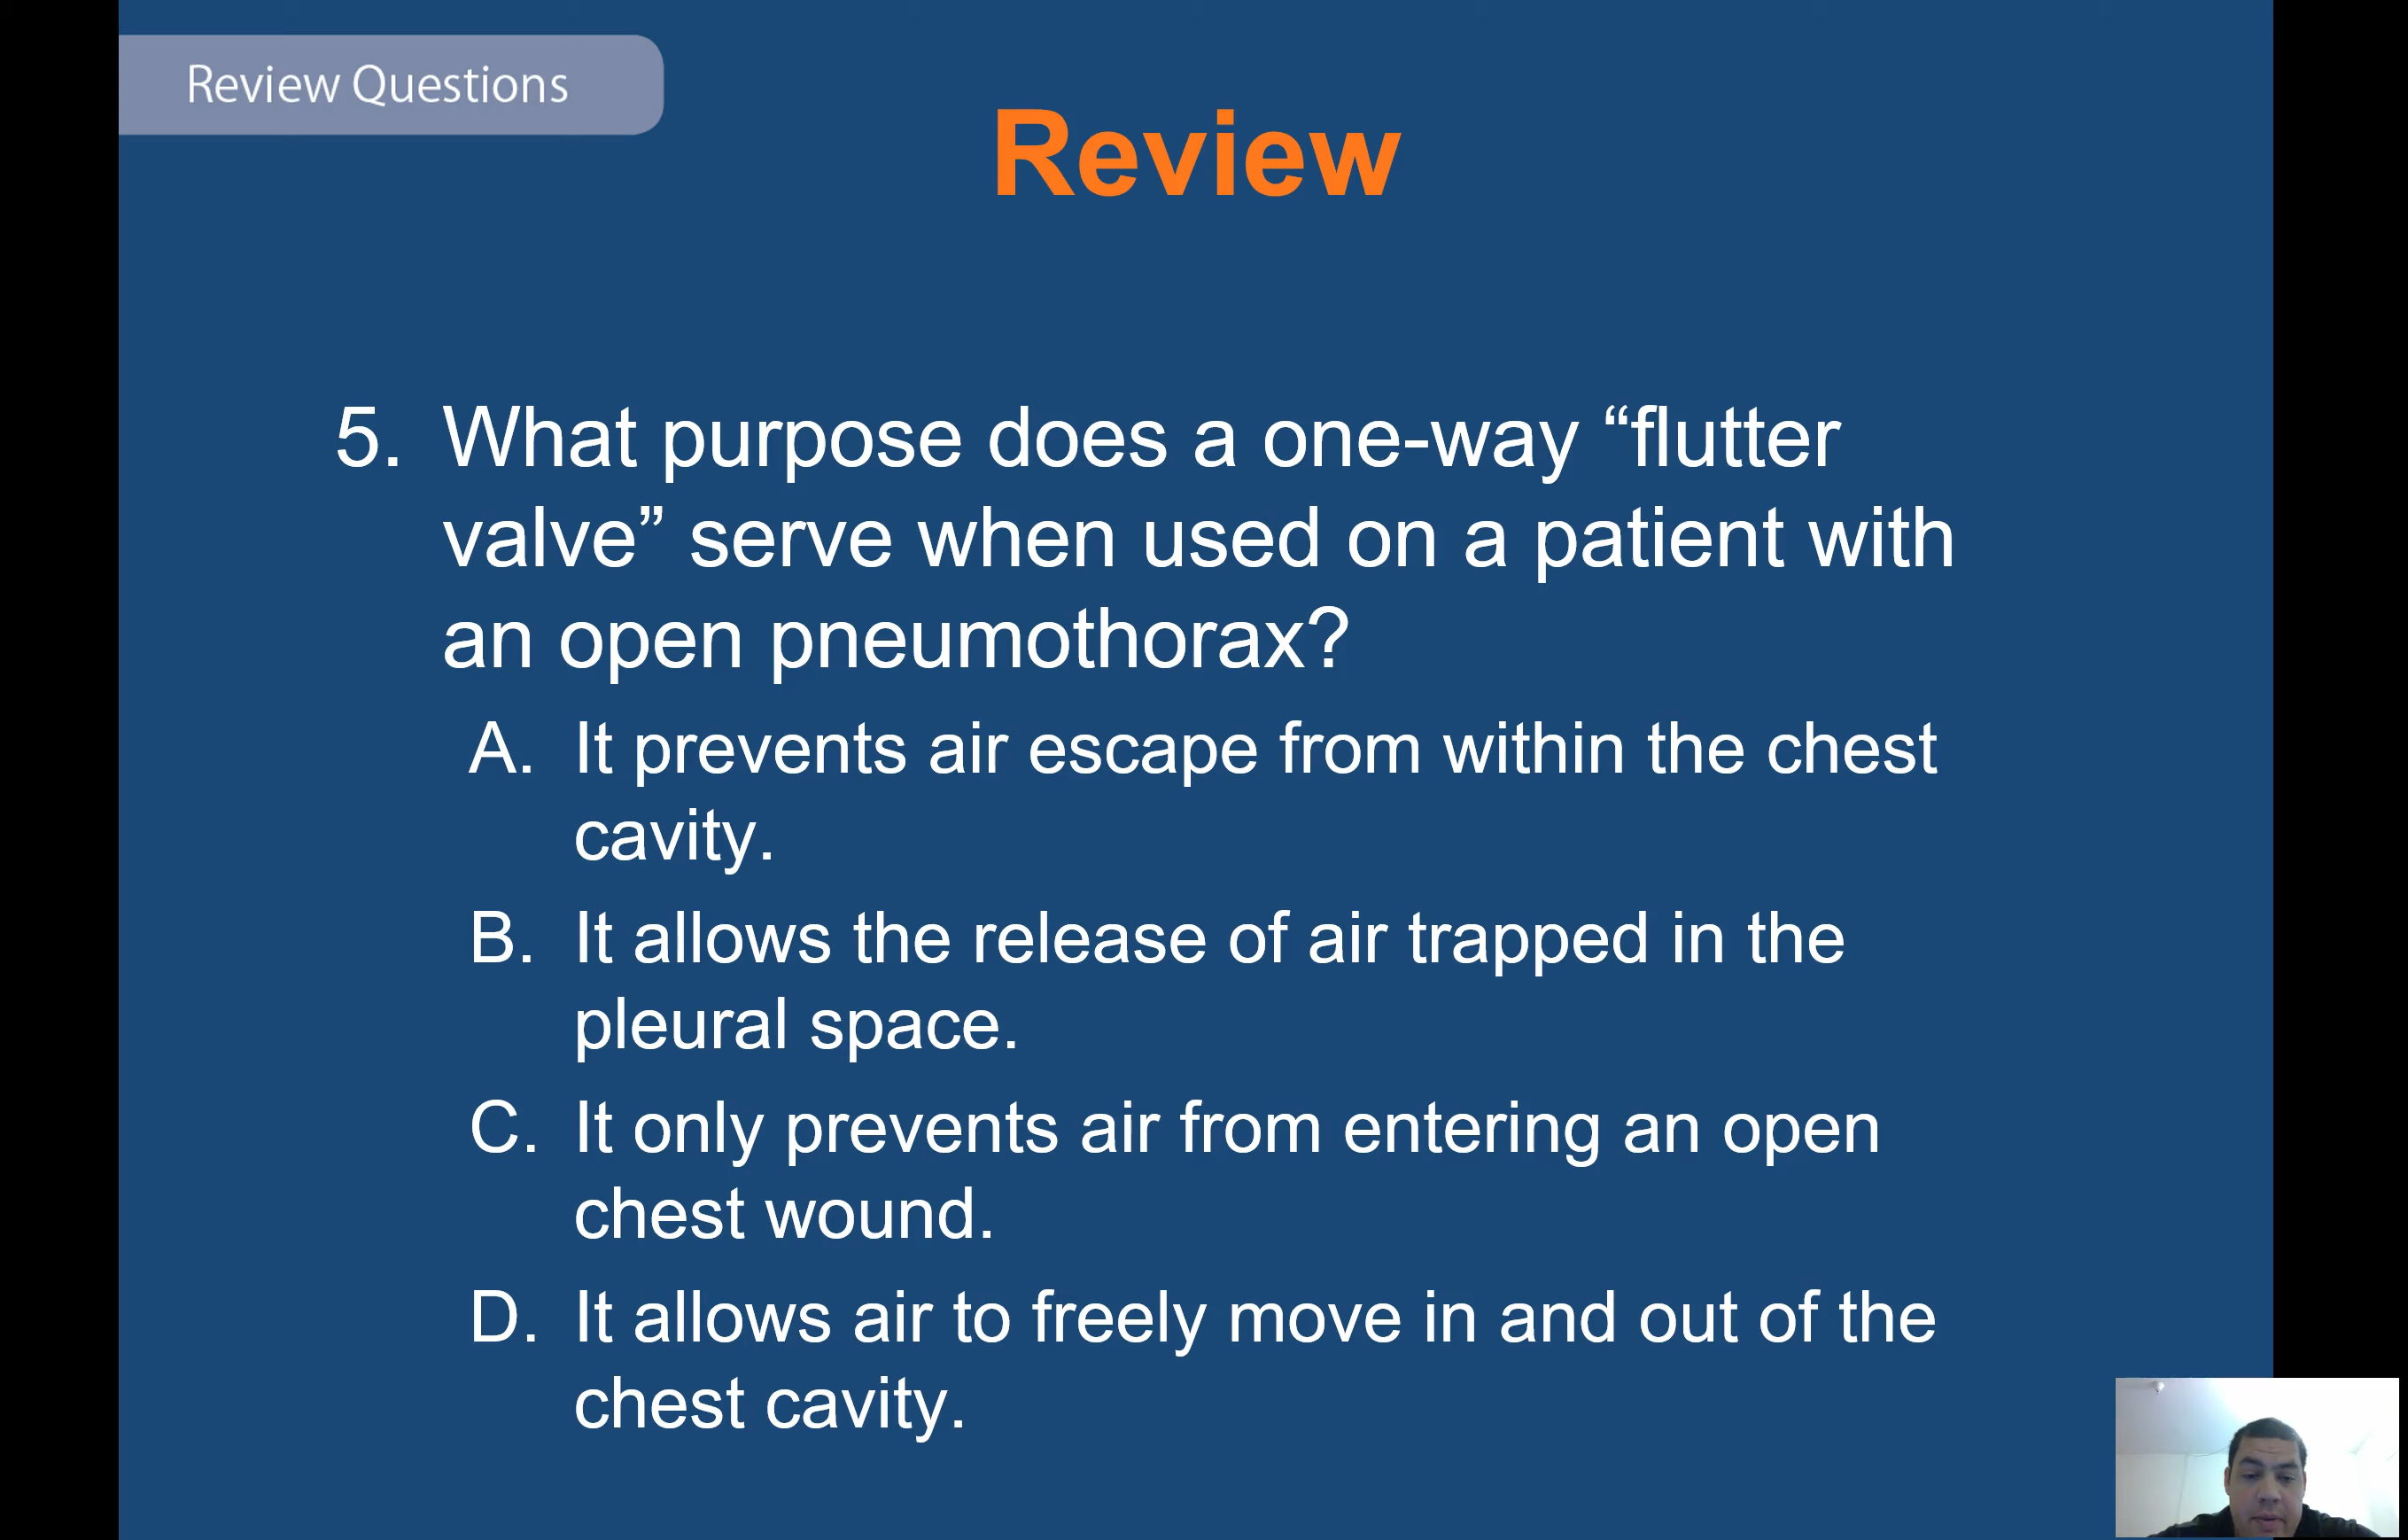 Review Questions
Review
5. What purpose does a one-way “flutter
valve” serve when used on a patient with
an open pneumothorax?
A. It prevents air escape from within the chest
cavity.
B. It allows the release of air trapped in the
pleural space.
C. It only prevents air from entering an open
chest wound.
D. It allows air to freely move in and out of the
chest cavity.